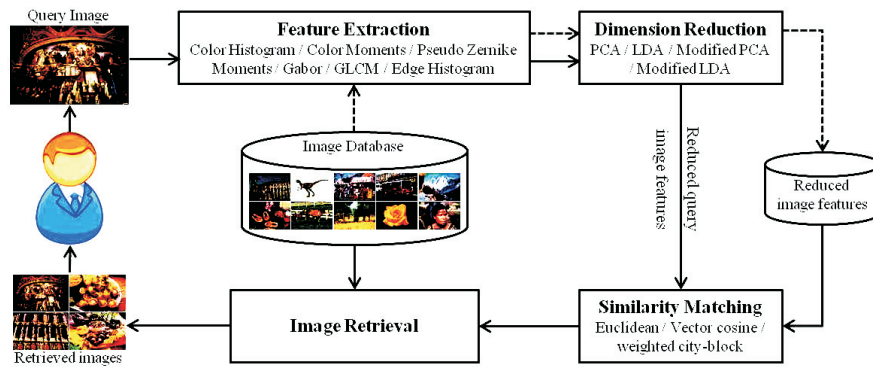 Query Image
Feature Extraction
Color Histogram / Color Moments / Pseudo Zernike
Moments / Gabor / GLCM / Edge Histogram
Dimension Reduction
PCA / LDA / Modified PCA
/ Modified LDA
Image Database
Reduced query
image features
Reduced
image features
Similarity Matching
Euclidean / Vector cosine /
weighted city-block
Image Retrieval
Retrieved images